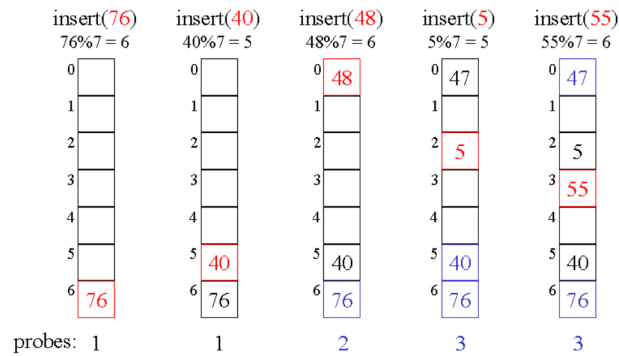 insert(76) insert(40) insert(48) insert(5) insert(55)
76%7 = 6 40%7 = 5 48%7 = 6 5%7 = 5 55%7 = 6
0 0 0 48 0 47 0 47
1 1 1 1 1
2 2 2 2 5 2 5
3 3 3 3 3 55
4 4 4 4 4
5 5 40 5 40 5 40 5 40
6 76 6 76 6 76 6 76 6 76
probes: 1 1 2 3 3